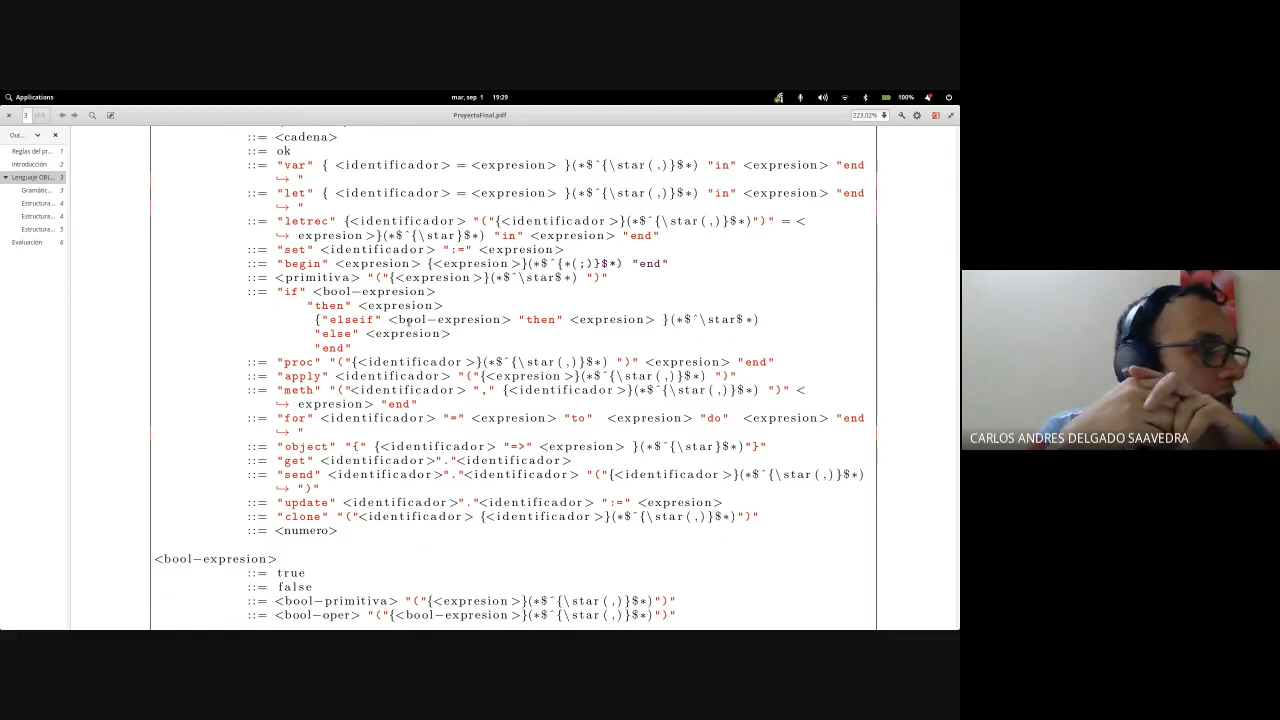 Applications
mar, sep 1 19:29
100%
3 of 8
ProyectoFinal.pdf
223,02%
Out...
Reglas del pr... 1
Introducción 2
Lenguaje OBL... 3
Gramátic... 3
Estructura... 4
Estructura... 4
Estructura... 5
Evaluación 6
::= <cadena>
::= ok
::= "var" { <identificador> = <expresion> }(*$^{\star(,)}$*) "in" <expresion> "end
↪ "
::= "let" { <identificador> = <expresion> }(*$^{\star(,)}$*) "in" <expresion> "end
↪ "
::= "letrec" {<identificador> "("{<identificador>}(*$^{\star(,)}$*)")" = <
↪ expresion>}(*$^{\star}$*) "in" <expresion> "end"
::= "set" <identificador> ":=" <expresion>
::= "begin" <expresion> {<expresion>}(*$^{*(;)}$*) "end"
::= <primitiva> "("{<expresion>}(*$^\star$*) ")"
::= "if" <bool-expresion>
"then" <expresion>
{"elseif" <bool-expresion> "then" <expresion> }(*$^\star$*)
"else" <expresion>
"end"
::= "proc" "("{<identificador>}(*$^{\star(,)}$*) ")" <expresion> "end"
::= "apply" <identificador> "("{<expresion>}(*$^{\star(,)}$*) ")"
::= "meth" "("<identificador> "," {<identificador>}(*$^{\star(,)}$*) ")" <
↪ expresion> "end"
::= "for" <identificador> "=" <expresion> "to" <expresion> "do" <expresion> "end
↪ "
::= "object" "{" {<identificador> "=>" <expresion> }(*$^{\star}$*)"}"
::= "get" <identificador>"."<identificador>
::= "send" <identificador>"."<identificador> "("{<identificador>}(*$^{\star(,)}$*)
↪ ")"
::= "update" <identificador>"."<identificador> ":=" <expresion>
::= "clone" "("<identificador> {<identificador>}(*$^{\star(,)}$*)")"
::= <numero>
<bool-expresion>
::= true
::= false
::= <bool-primitiva> "("{<expresion>}(*$^{\star(,)}$*)")"
::= <bool-oper> "("{<bool-expresion>}(*$^{\star(,)}$*)")"
CARLOS ANDRES DELGADO SAAVEDRA